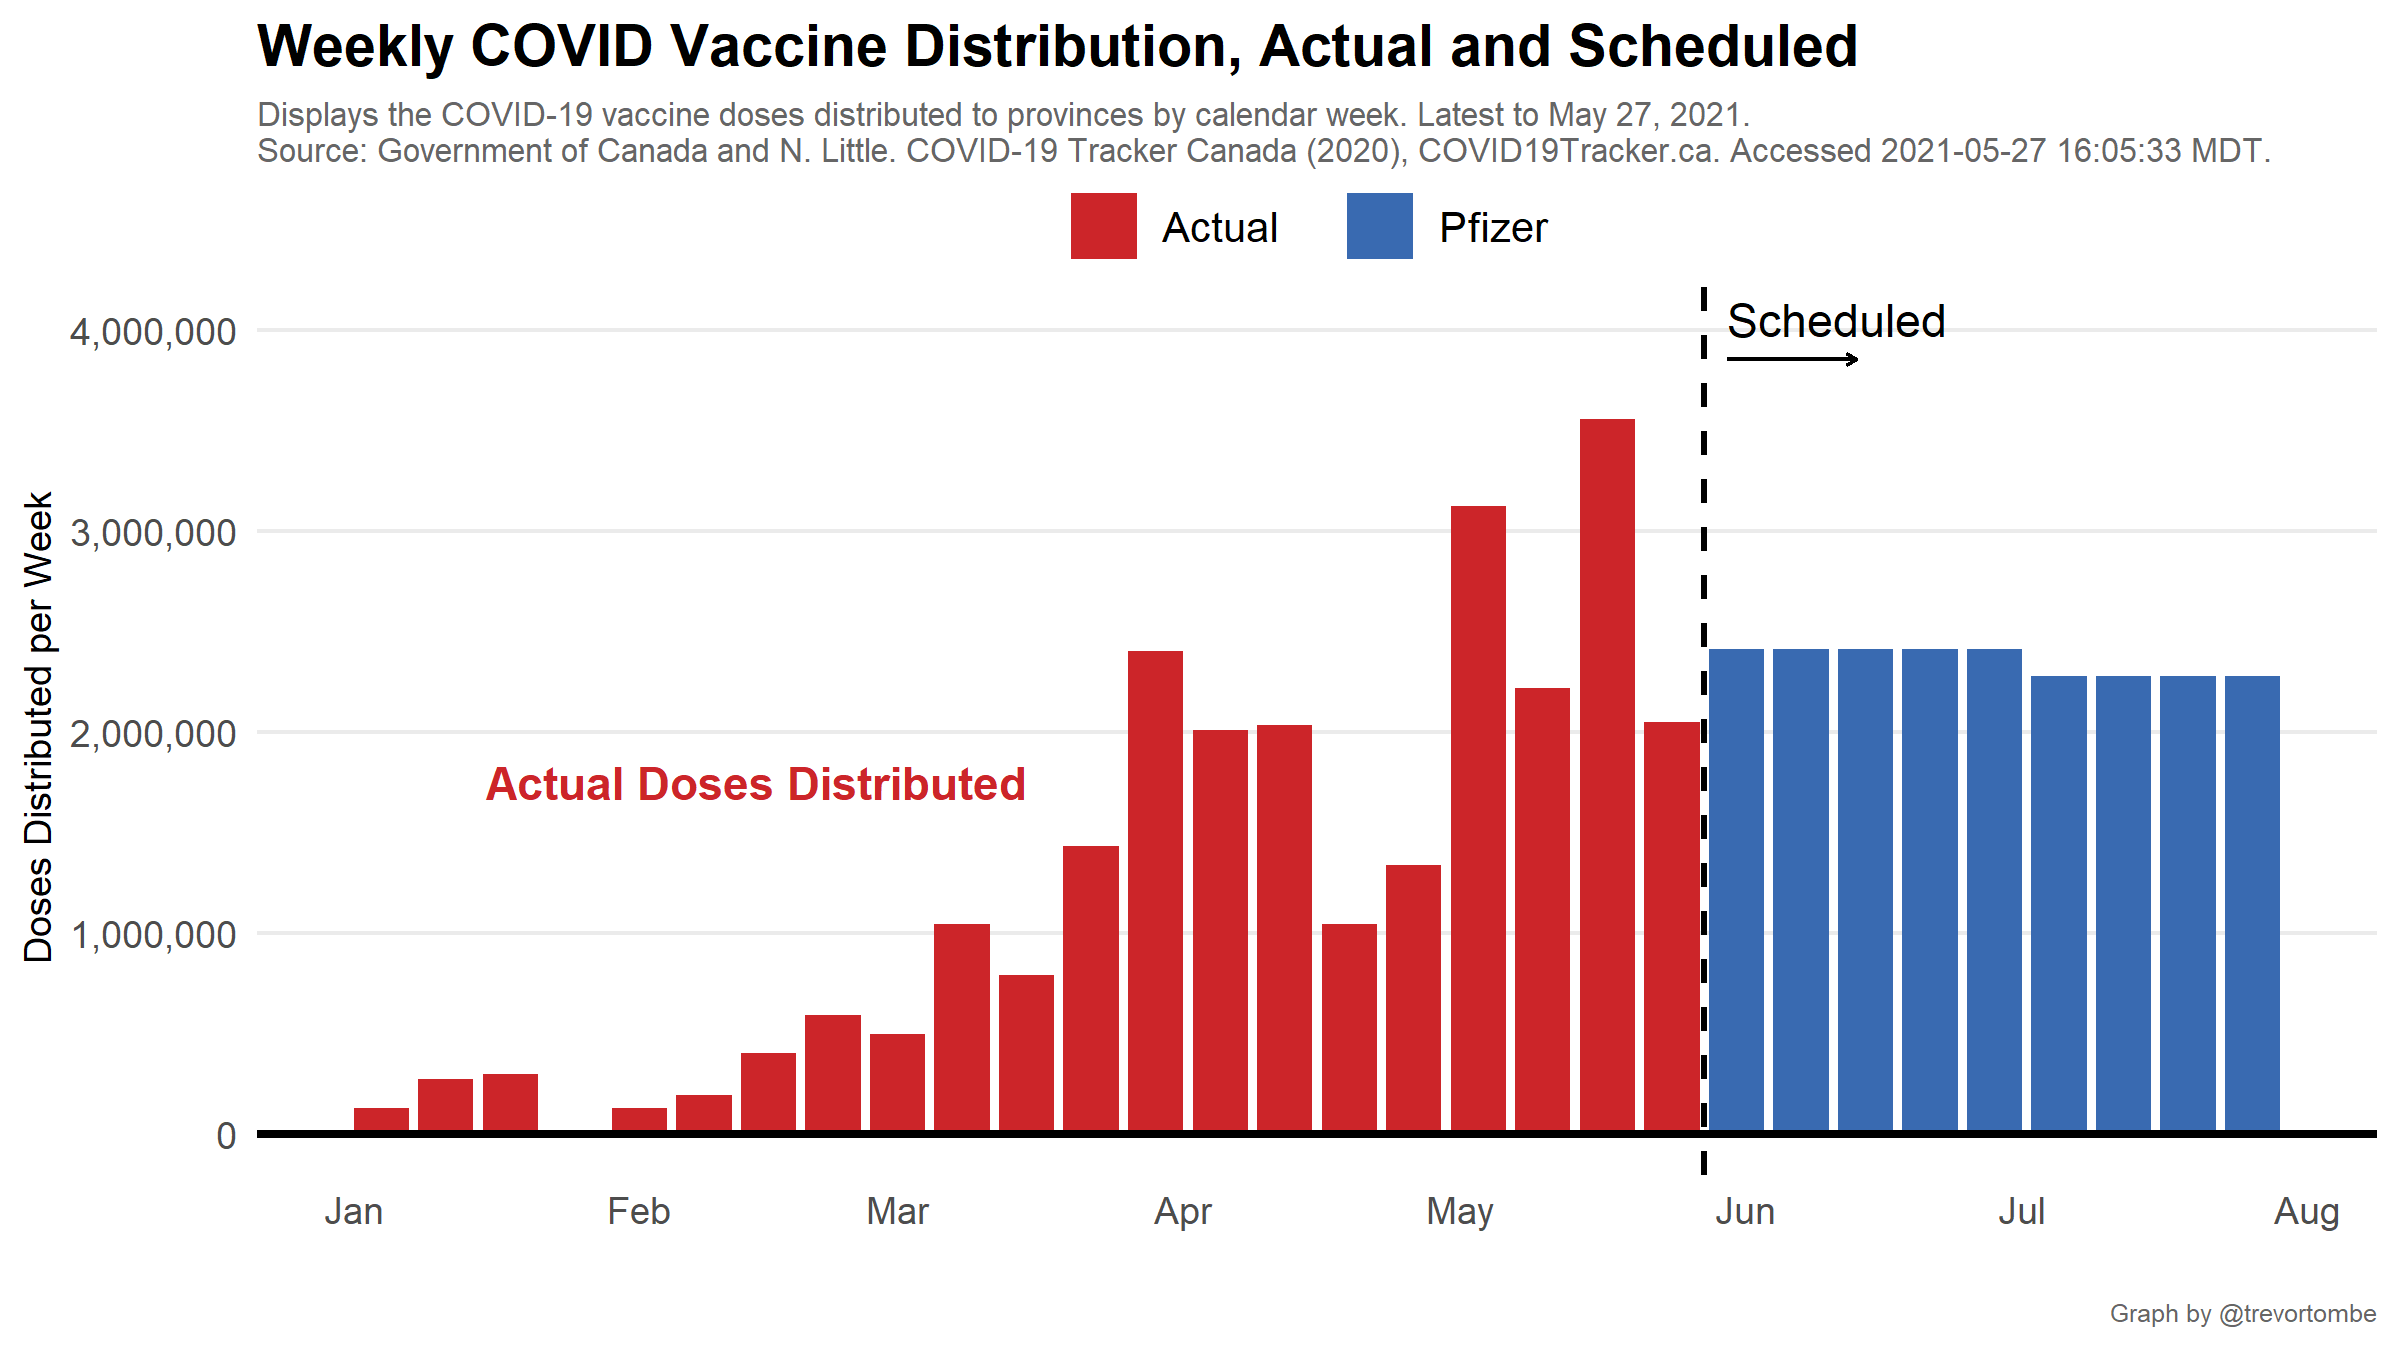 Weekly COVID Vaccine Distribution, Actual and Scheduled
Displays the COVID-19 vaccine doses distributed to provinces by calendar week. Latest to May 27, 2021.
Source: Government of Canada and N. Little. COVID-19 Tracker Canada (2020), COVID19Tracker.ca. Accessed 2021-05-27 16:05:33 MDT.
Actual
Pfizer
Scheduled
4,000,000
3,000,000
2,000,000
1,000,000
0
Doses Distributed per Week
Actual Doses Distributed
Jan
Feb
Mar
Apr
May
Jun
Jul
Aug
Graph by @trevortombe